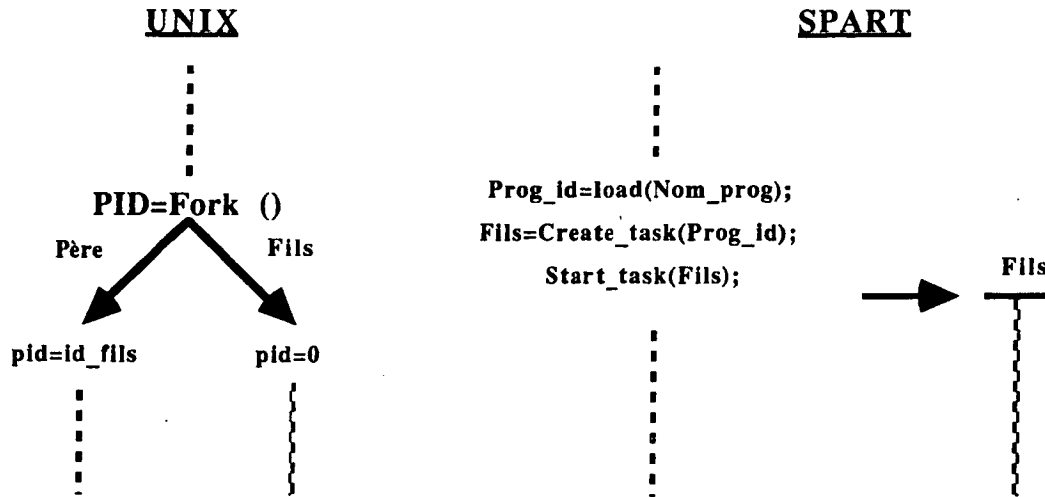 UNIX
SPART
PID=Fork ()
Père
Fils
pid=id_fils
pid=0
Prog_id=load(Nom_prog);
Fils=Create_task(Prog_id);
Start_task(Fils);
Fils